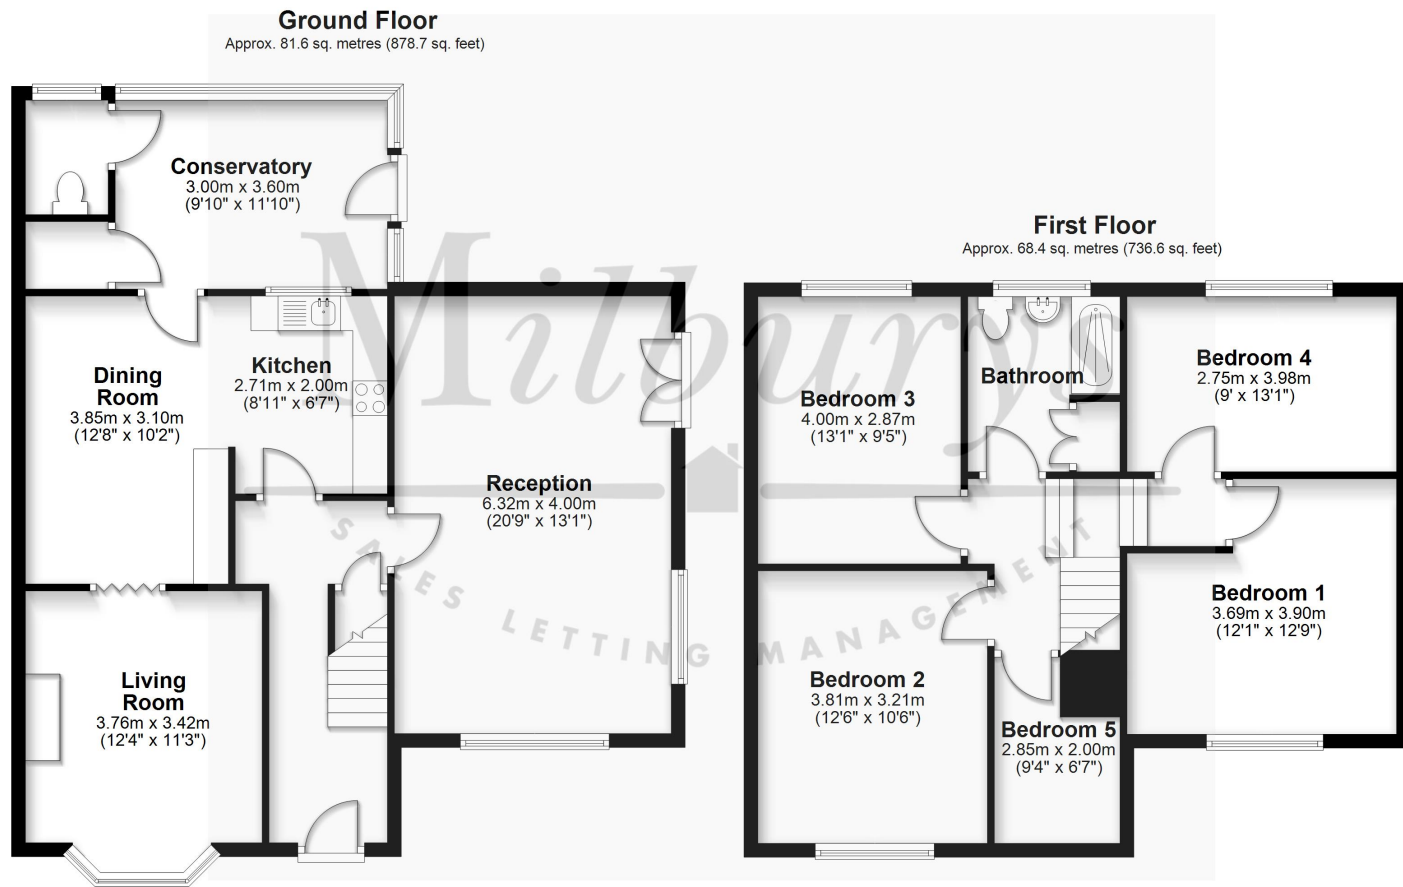 Ground Floor
Approx. 81.6 sq. metres (878.7 sq. feet)
Conservatory
3.00m x 3.60m
(9'10" x 11'10")
Kitchen
2.71m x 2.00m
(8'11" x 6'7")
Dining
Room
3.85m x 3.10m
(12'8" x 10'2")
Reception
6.32m x 4.00m
(20'9" x 13'1")
Living
Room
3.76m x 3.42m
(12'4" x 11'3")
First Floor
Approx. 68.4 sq. metres (736.6 sq. feet)
Bedroom 3
4.00m x 2.87m
(13'1" x 9'5")
Bathroom
Bedroom 4
2.75m x 3.98m
(9' x 13'1")
Bedroom 1
3.69m x 3.90m
(12'1" x 12'9")
Bedroom 2
3.81m x 3.21m
(12'6" x 10'6")
Bedroom 5
2.85m x 2.00m
(9'4" x 6'7")
Milburys
SALES LETTING MANAGEMENT